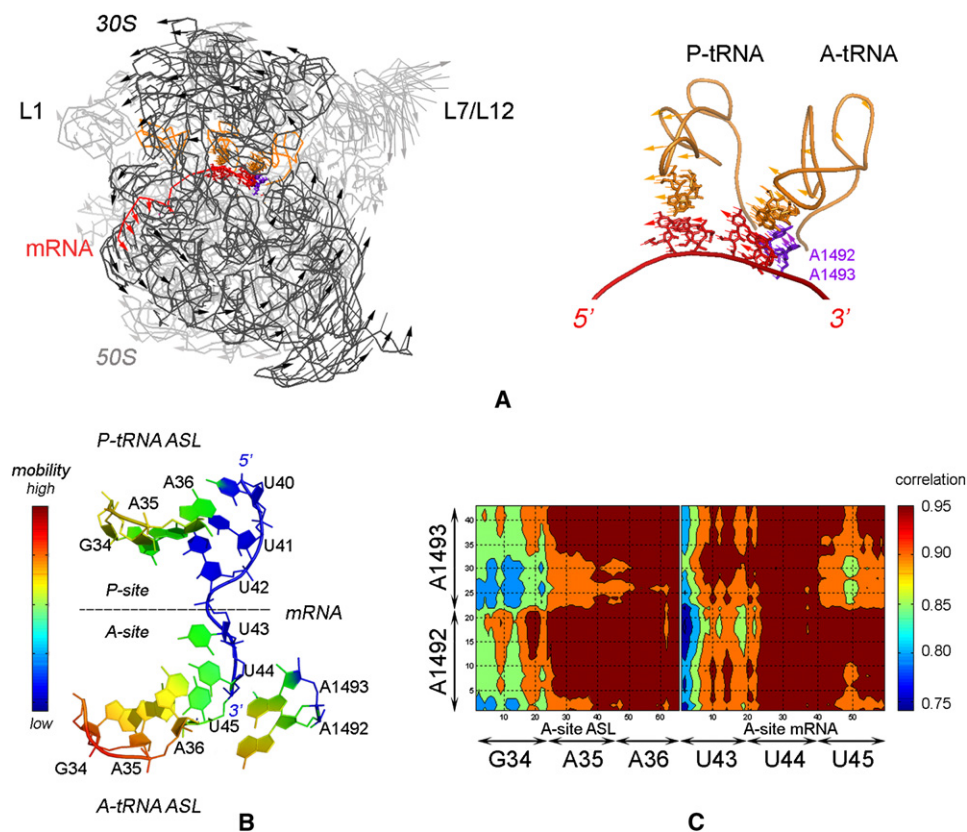 30S
L1
L7/L12
mRNA
50S
P-tRNA A-tRNA
A1492
A1493
5’ 3’
A
P-tRNA ASL
mobility
high
low
5’
A36
A35
G34
U40
U41
U42
P-site
A-site
mRNA
U43
U44
3’
U45
A1493
A1492
A36
A35
G34
A-tRNA ASL
B
correlation
0.95
0.90
0.85
0.80
0.75
A1493
A1492
40
30
20
10
40
30
20
10
5
10 20 30 40 50 60 10 20 30 40 50
A-site ASL A-site mRNA
G34 A35 A36 U43 U44 U45
C